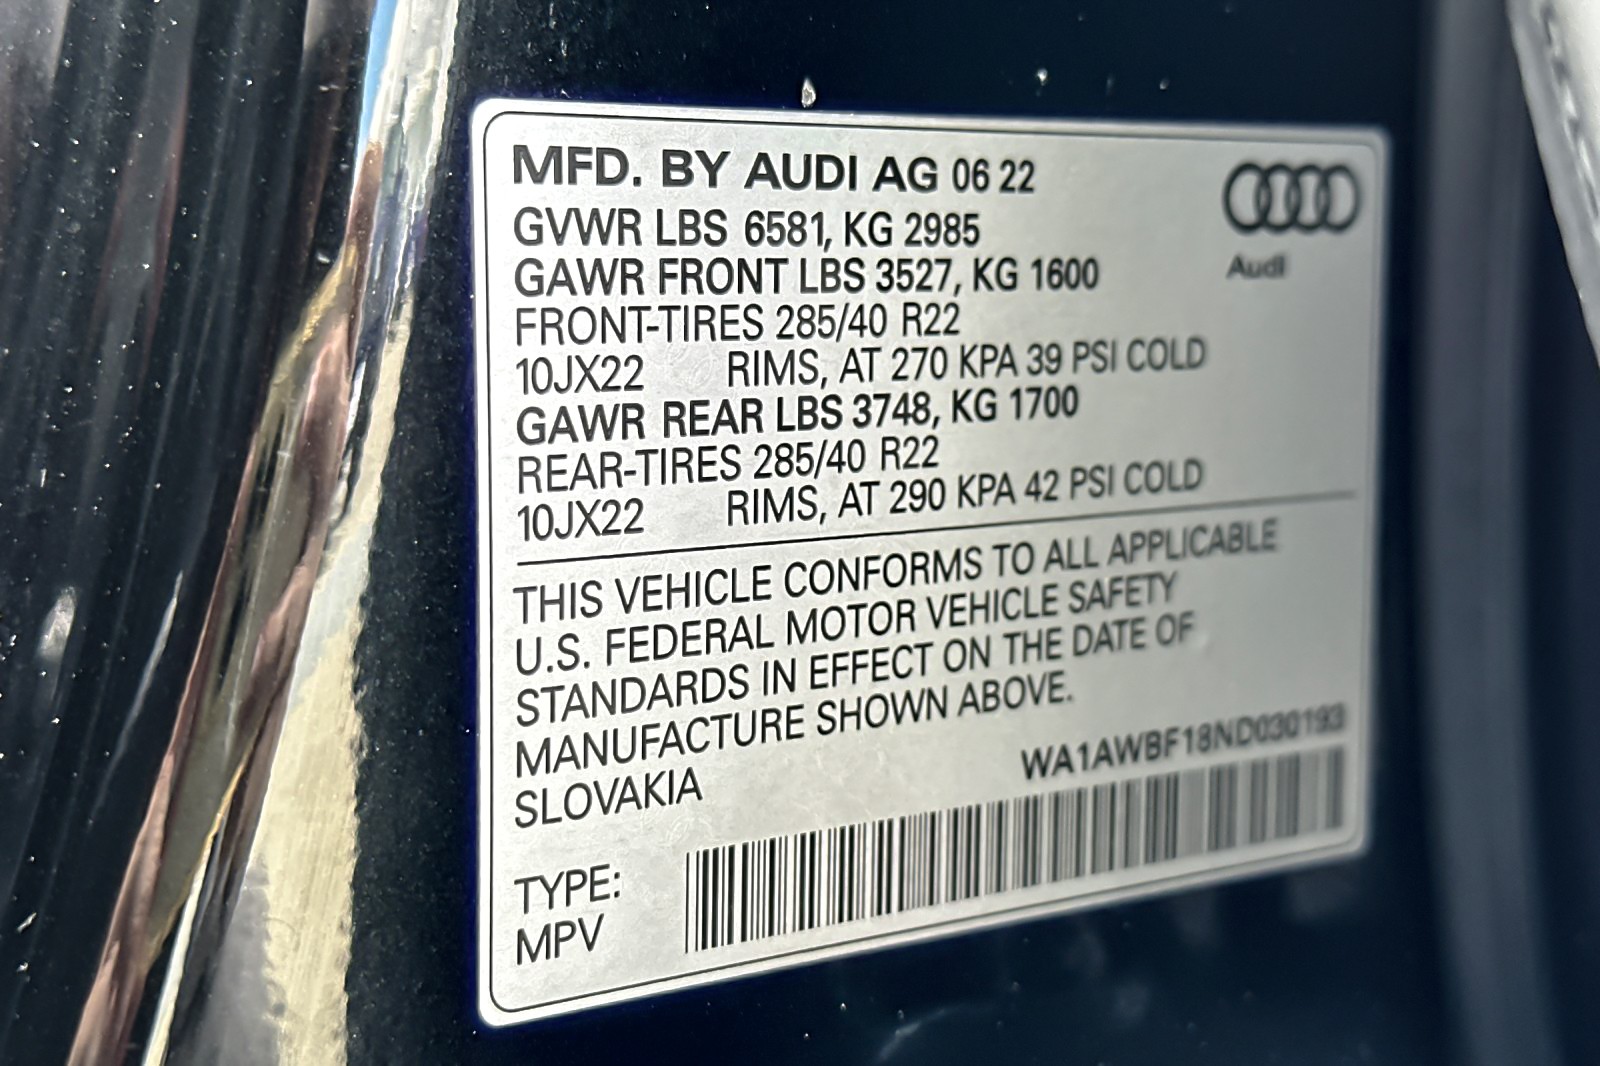 MFD. BY AUDI AG 06 22
GVWR LBS 6581, KG 2985
GAWR FRONT LBS 3527, KG 1600
FRONT-TIRES 285/40 R22
10JX22 RIMS, AT 270 KPA 39 PSI COLD
GAWR REAR LBS 3748, KG 1700
REAR-TIRES 285/40 R22
10JX22 RIMS, AT 290 KPA 42 PSI COLD
Audi
THIS VEHICLE CONFORMS TO ALL APPLICABLE
U.S. FEDERAL MOTOR VEHICLE SAFETY
STANDARDS IN EFFECT ON THE DATE OF
MANUFACTURE SHOWN ABOVE.
SLOVAKIA
WA1AWBF18ND030193
TYPE:
MPV